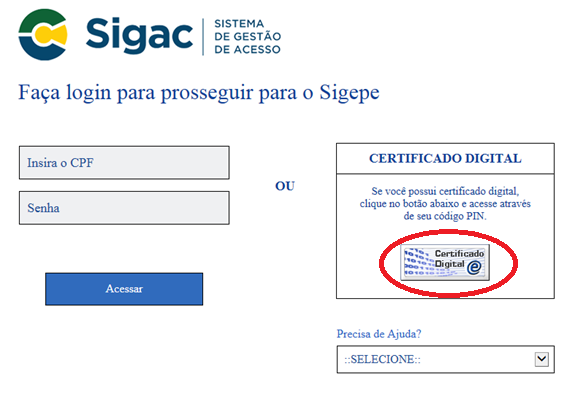 Sigac
SISTEMA
DE GESTÃO
DE ACESSO
Faça login para prosseguir para o Sigepe
Insira o CPF
Senha
Acessar
OU
CERTIFICADO DIGITAL
Se você possui certificado digital,
clique no botão abaixo e acesse através
de seu código PIN.
Certificado
Digital
Precisa de Ajuda?
::SELECIONE::